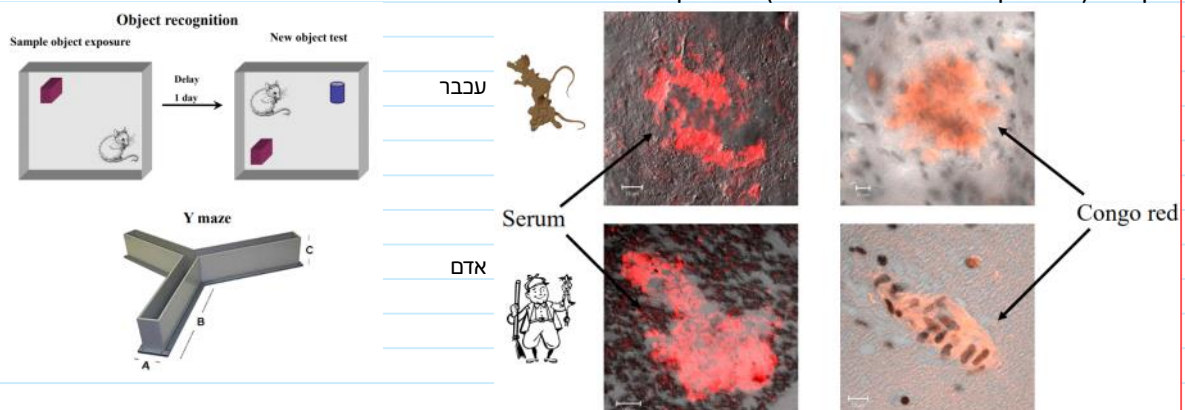 Object recognition
Sample object exposure
New object test
Delay
1 day
Y maze
A
B
C
עכבר
אדם
Serum
Congo red